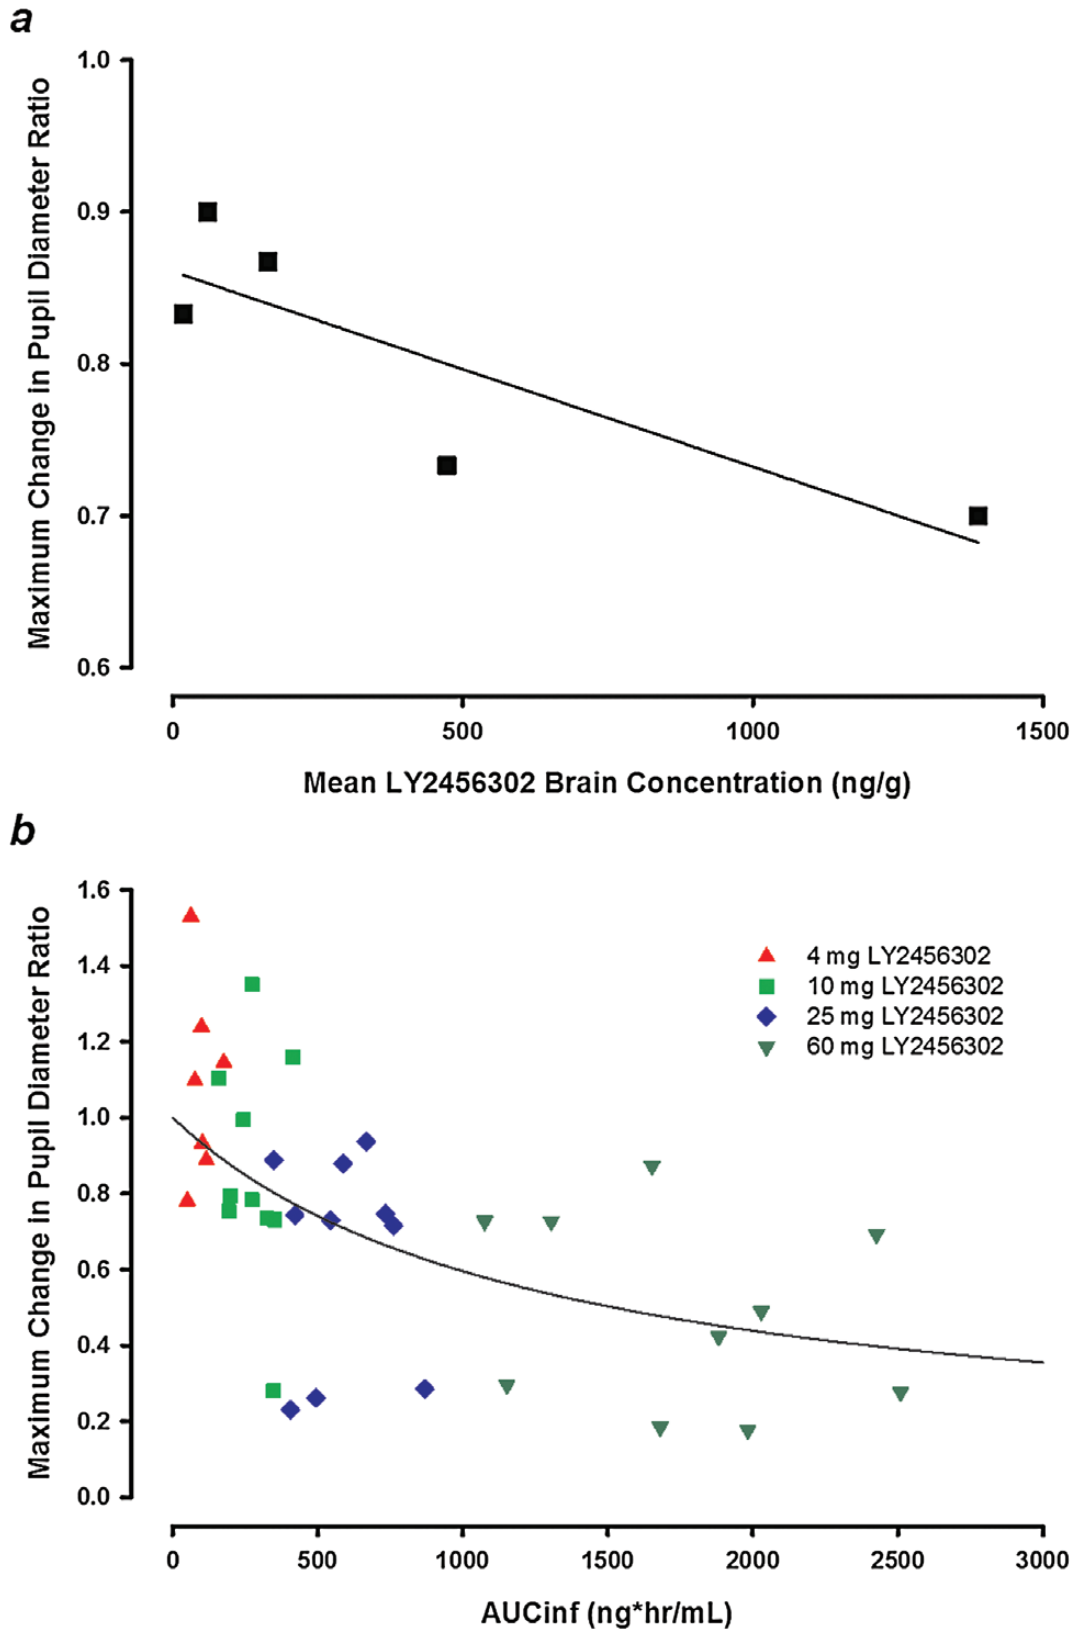 a
Maximum Change in Pupil Diameter Ratio
1.0
0.9
0.8
0.7
0.6
0 500 1000 1500
Mean LY2456302 Brain Concentration (ng/g)
b
Maximum Change in Pupil Diameter Ratio
1.6
1.4
1.2
1.0
0.8
0.6
0.4
0.2
0.0
4 mg LY2456302
10 mg LY2456302
25 mg LY2456302
60 mg LY2456302
0 500 1000 1500 2000 2500 3000
AUCinf (ng*hr/mL)